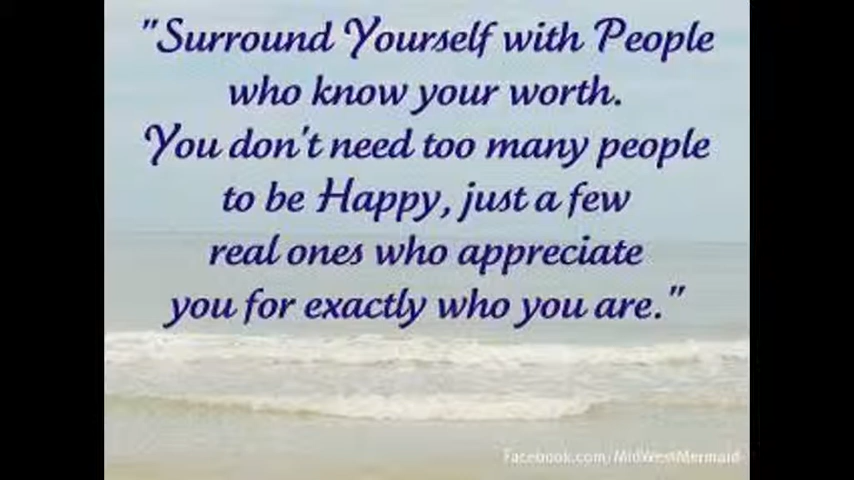 "Surround Yourself with People
who know your worth.
You don't need too many people
to be Happy, just a few
real ones who appreciate
you for exactly who you are."
Facebook.com/MidWestMermaid